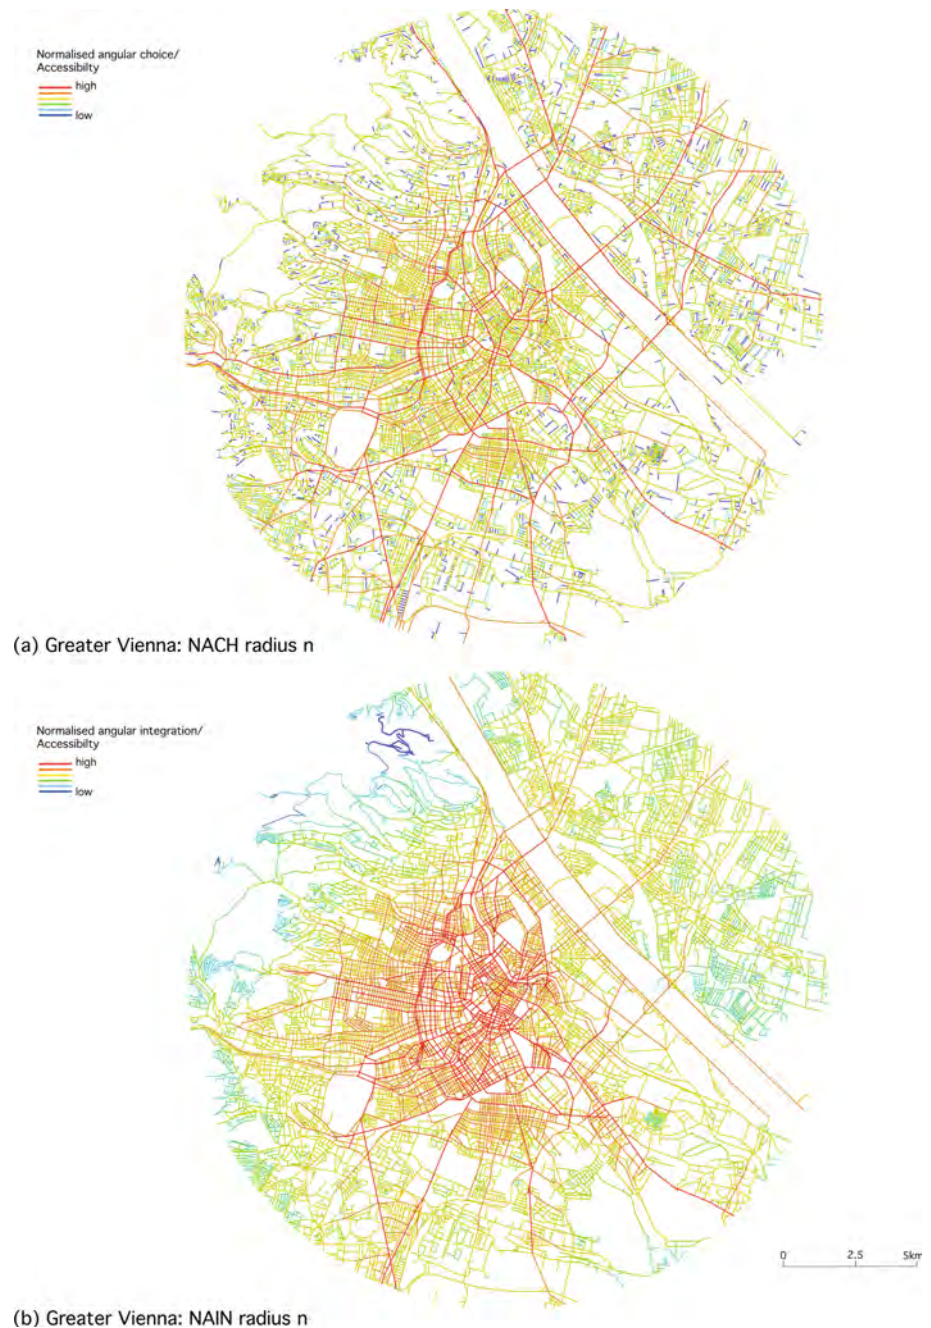 Normalised angular choice/
Accessibilty
high
low
(a) Greater Vienna: NACH radius n
Normalised angular integration/
Accessibilty
high
low
0 2.5 5km
(b) Greater Vienna: NAIN radius n